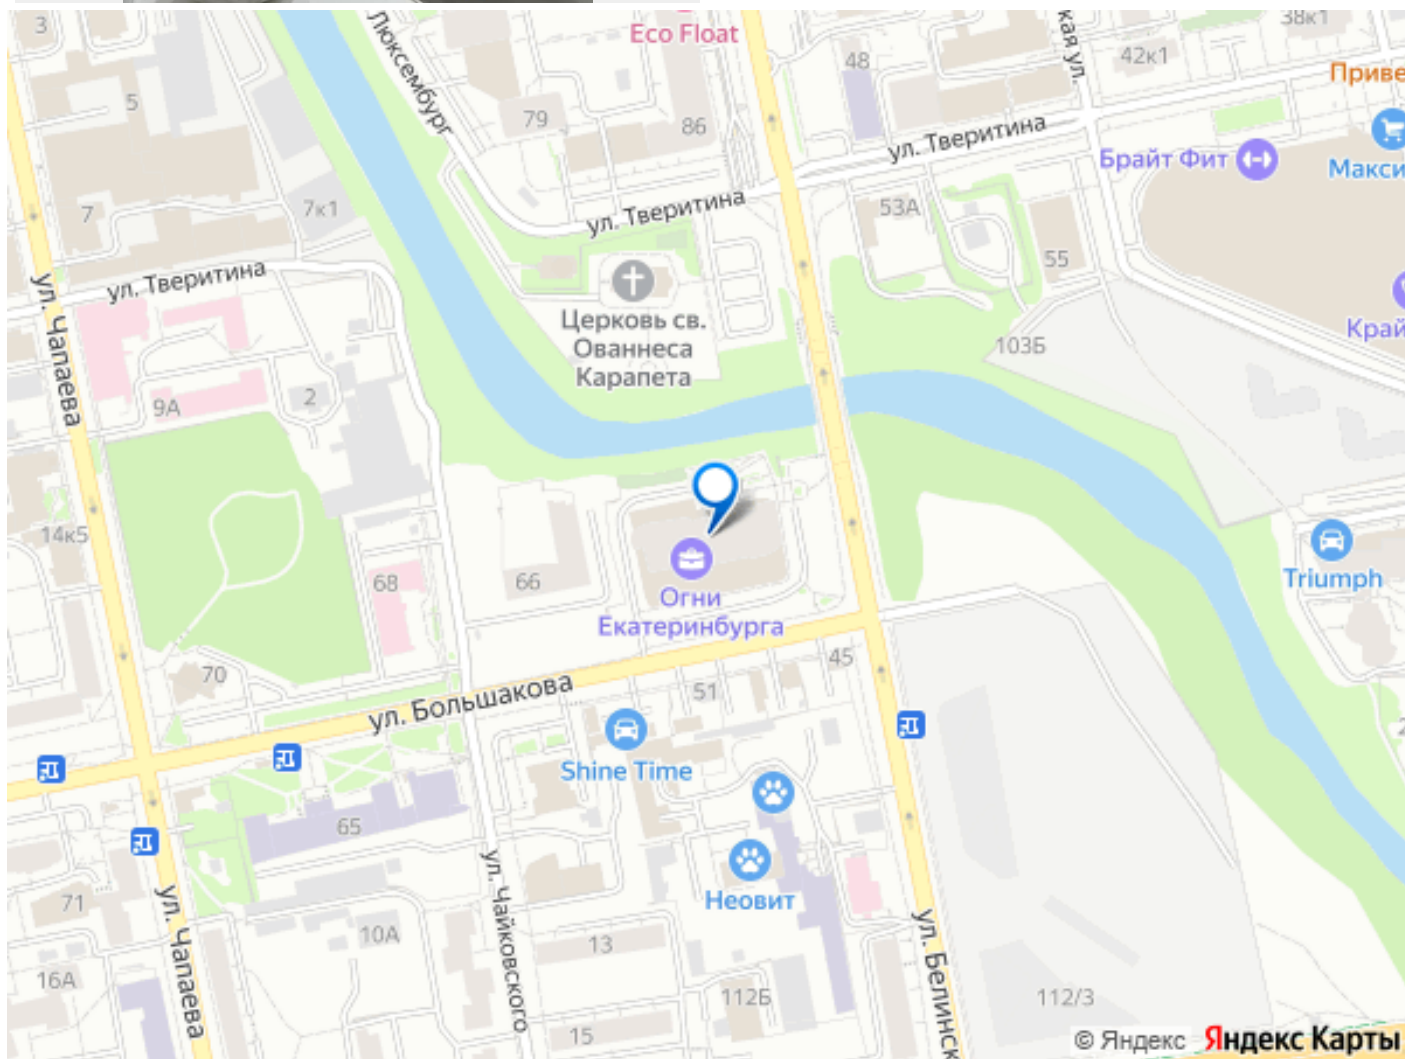 3
Люксембург
Eco Float
кая ул.
38к1
48
42к1
Приве
5
79
86
ул. Тверитина
Брайт Фит
Макси
7
7к1
ул. Тверитина
53А
55
ул. Тверитина
ул. Чапаева
Церковь св.
Ованнеса
Карапета
103Б
Край
9А
2
14к5
68
66
Огни
Екатеринбурга
Triumph
70
ул. Большакова
51
45
Shine Time
65
Неовит
71
ул. Чапаева
10А
ул. Чайковского
13
ул. Белинск
16А
112Б
112/3
15
© Яндекс
Яндекс Карты